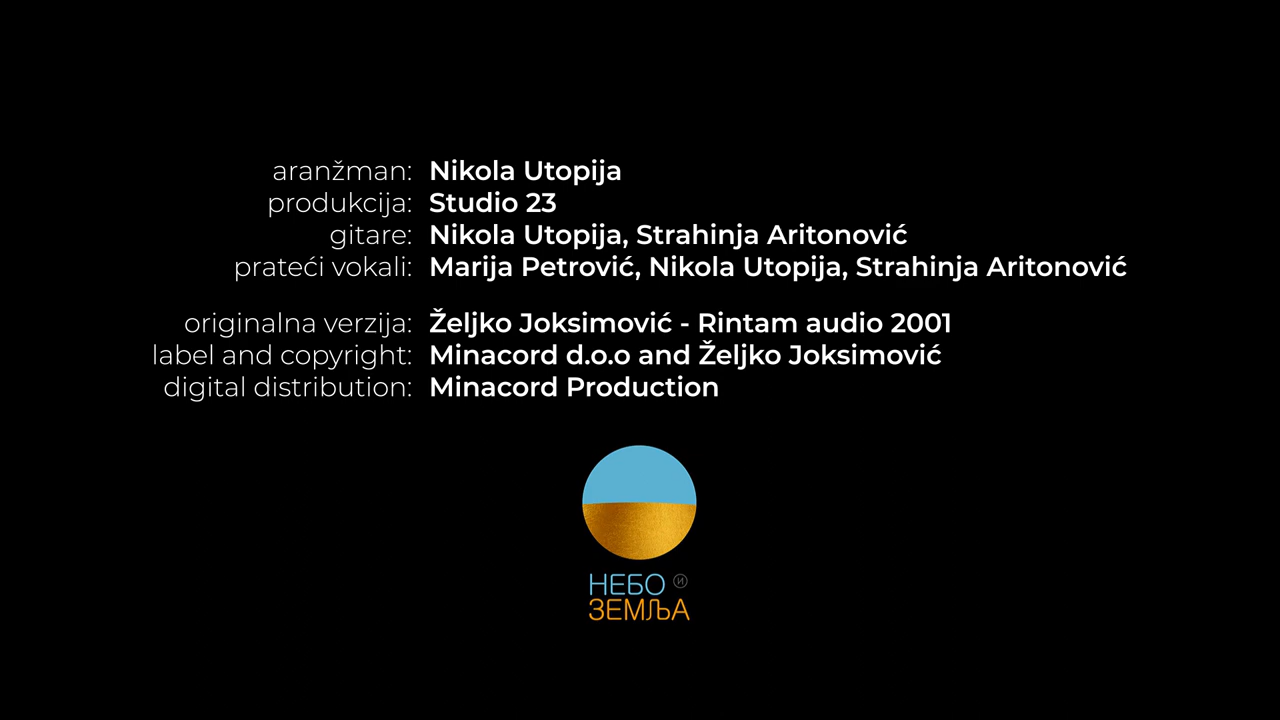 aranžman: Nikola Utopija
produkcija: Studio 23
gitare: Nikola Utopija, Strahinja Aritonović
prateći vokali: Marija Petrović, Nikola Utopija, Strahinja Aritonović
originalna verzija: Željko Joksimović - Rintam audio 2001
label and copyright: Minacord d.o.o and Željko Joksimović
digital distribution: Minacord Production
НЕБО И
ЗЕМЉА